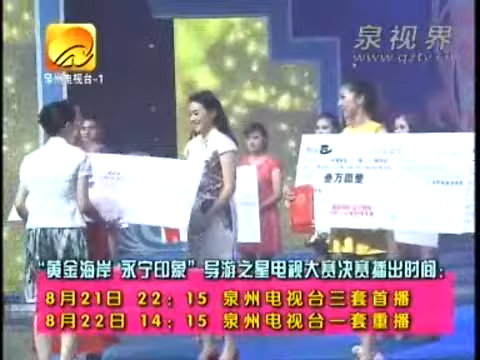 泉州电视台-1
泉视界
www.qztv.cn
叁万圆整
“黄金海岸 永宁印象”导游之星电视大赛决赛播出时间:
8月21日 22:15 泉州电视台三套首播
8月22日 14:15 泉州电视台一套重播